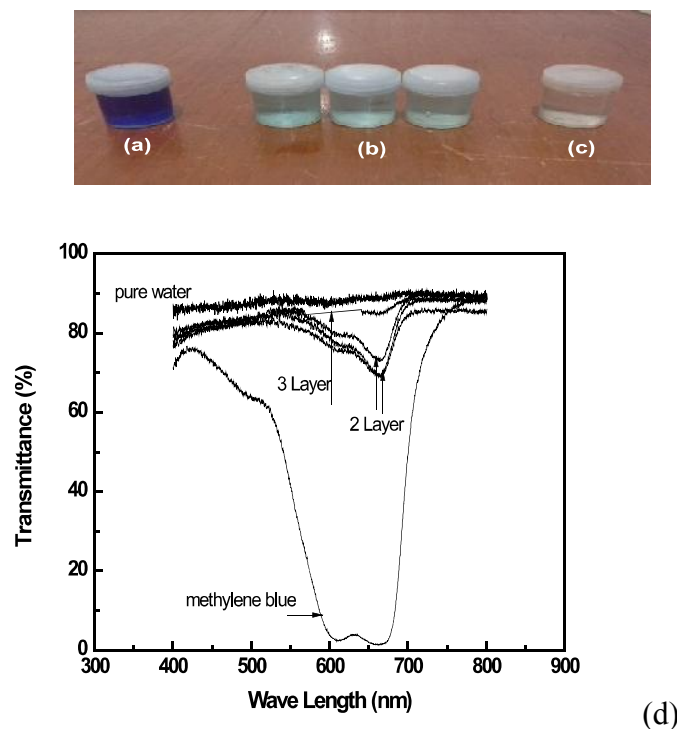 (a)
(b)
(c)
100
80
60
40
20
0
Transmittance (%)
pure water
3 Layer
2 Layer
methylene blue
300 400 500 600 700 800 900
Wave Length (nm)
(d)